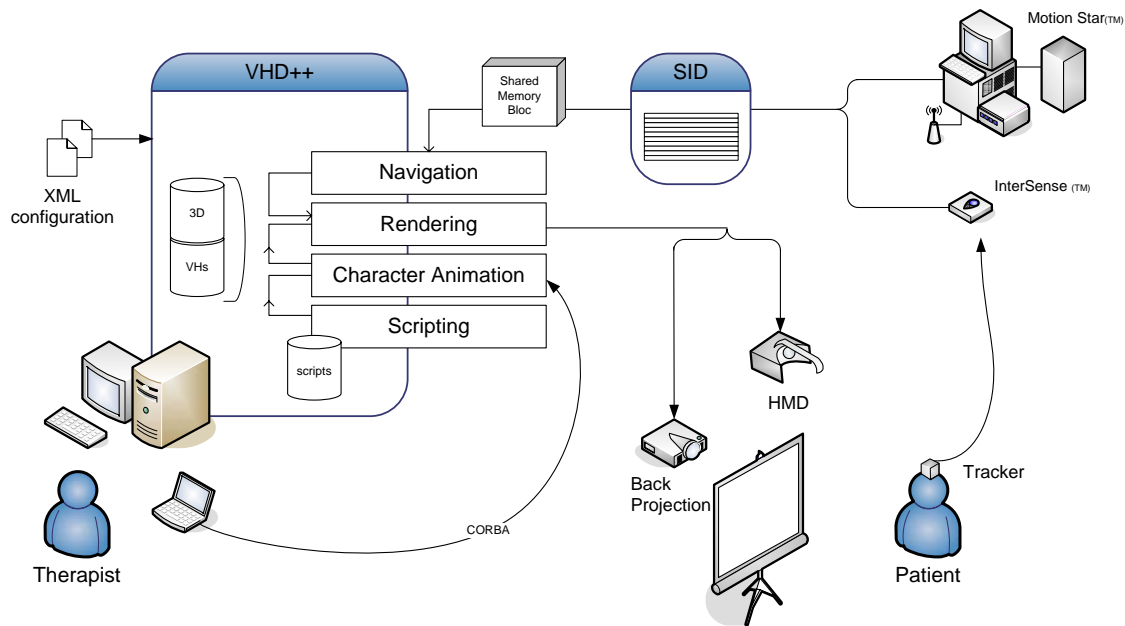 VHD++
Shared
Memory
Bloc
SID
Motion Star(TM)
InterSense (TM)
XML
configuration
3D
VHs
Navigation
Rendering
Character Animation
Scripting
scripts
HMD
Back
Projection
Tracker
CORBA
Therapist
Patient